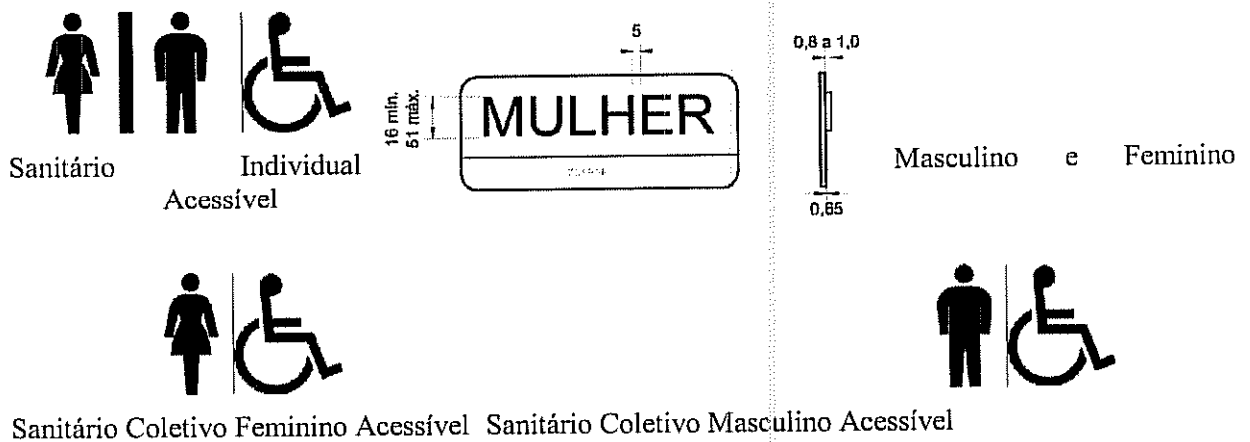 5
0,8 a 1,0
16 mín.
51 máx.
MULHER
Sanitário Individual Masculino e Feminino
Acessível
0,65
Sanitário Coletivo Feminino Acessível Sanitário Coletivo Masculino Acessível